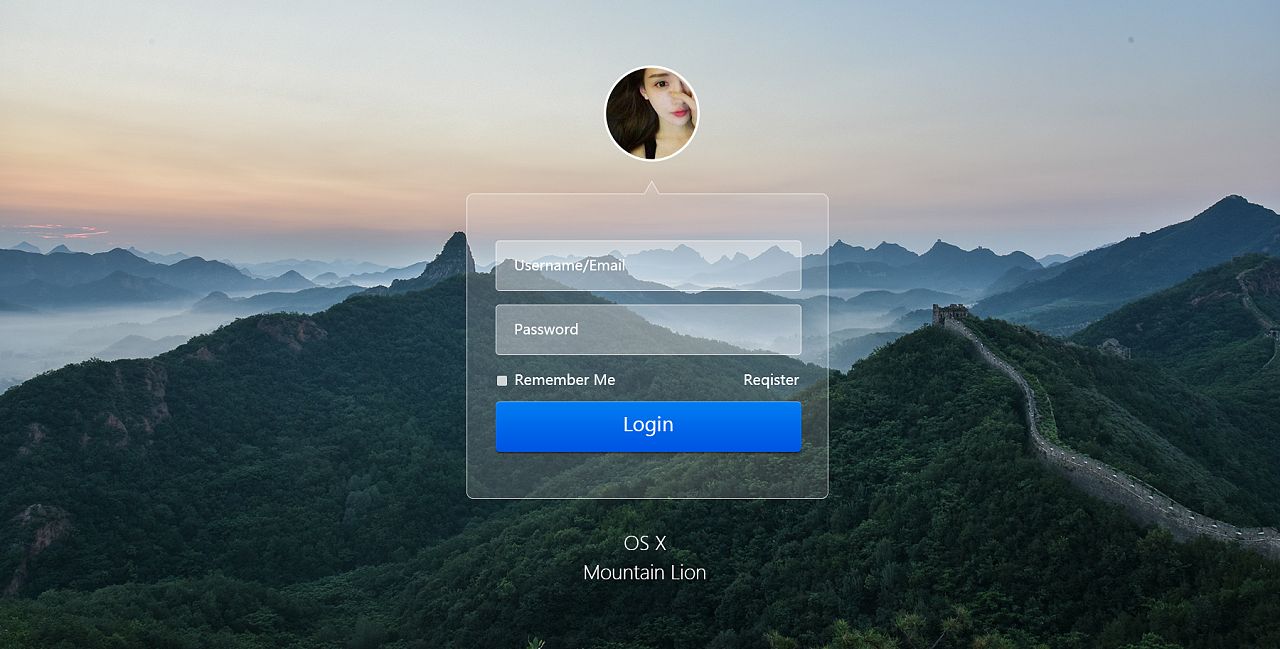 Username/Email
Password
Remember Me
Reqister
Login
OS X
Mountain Lion